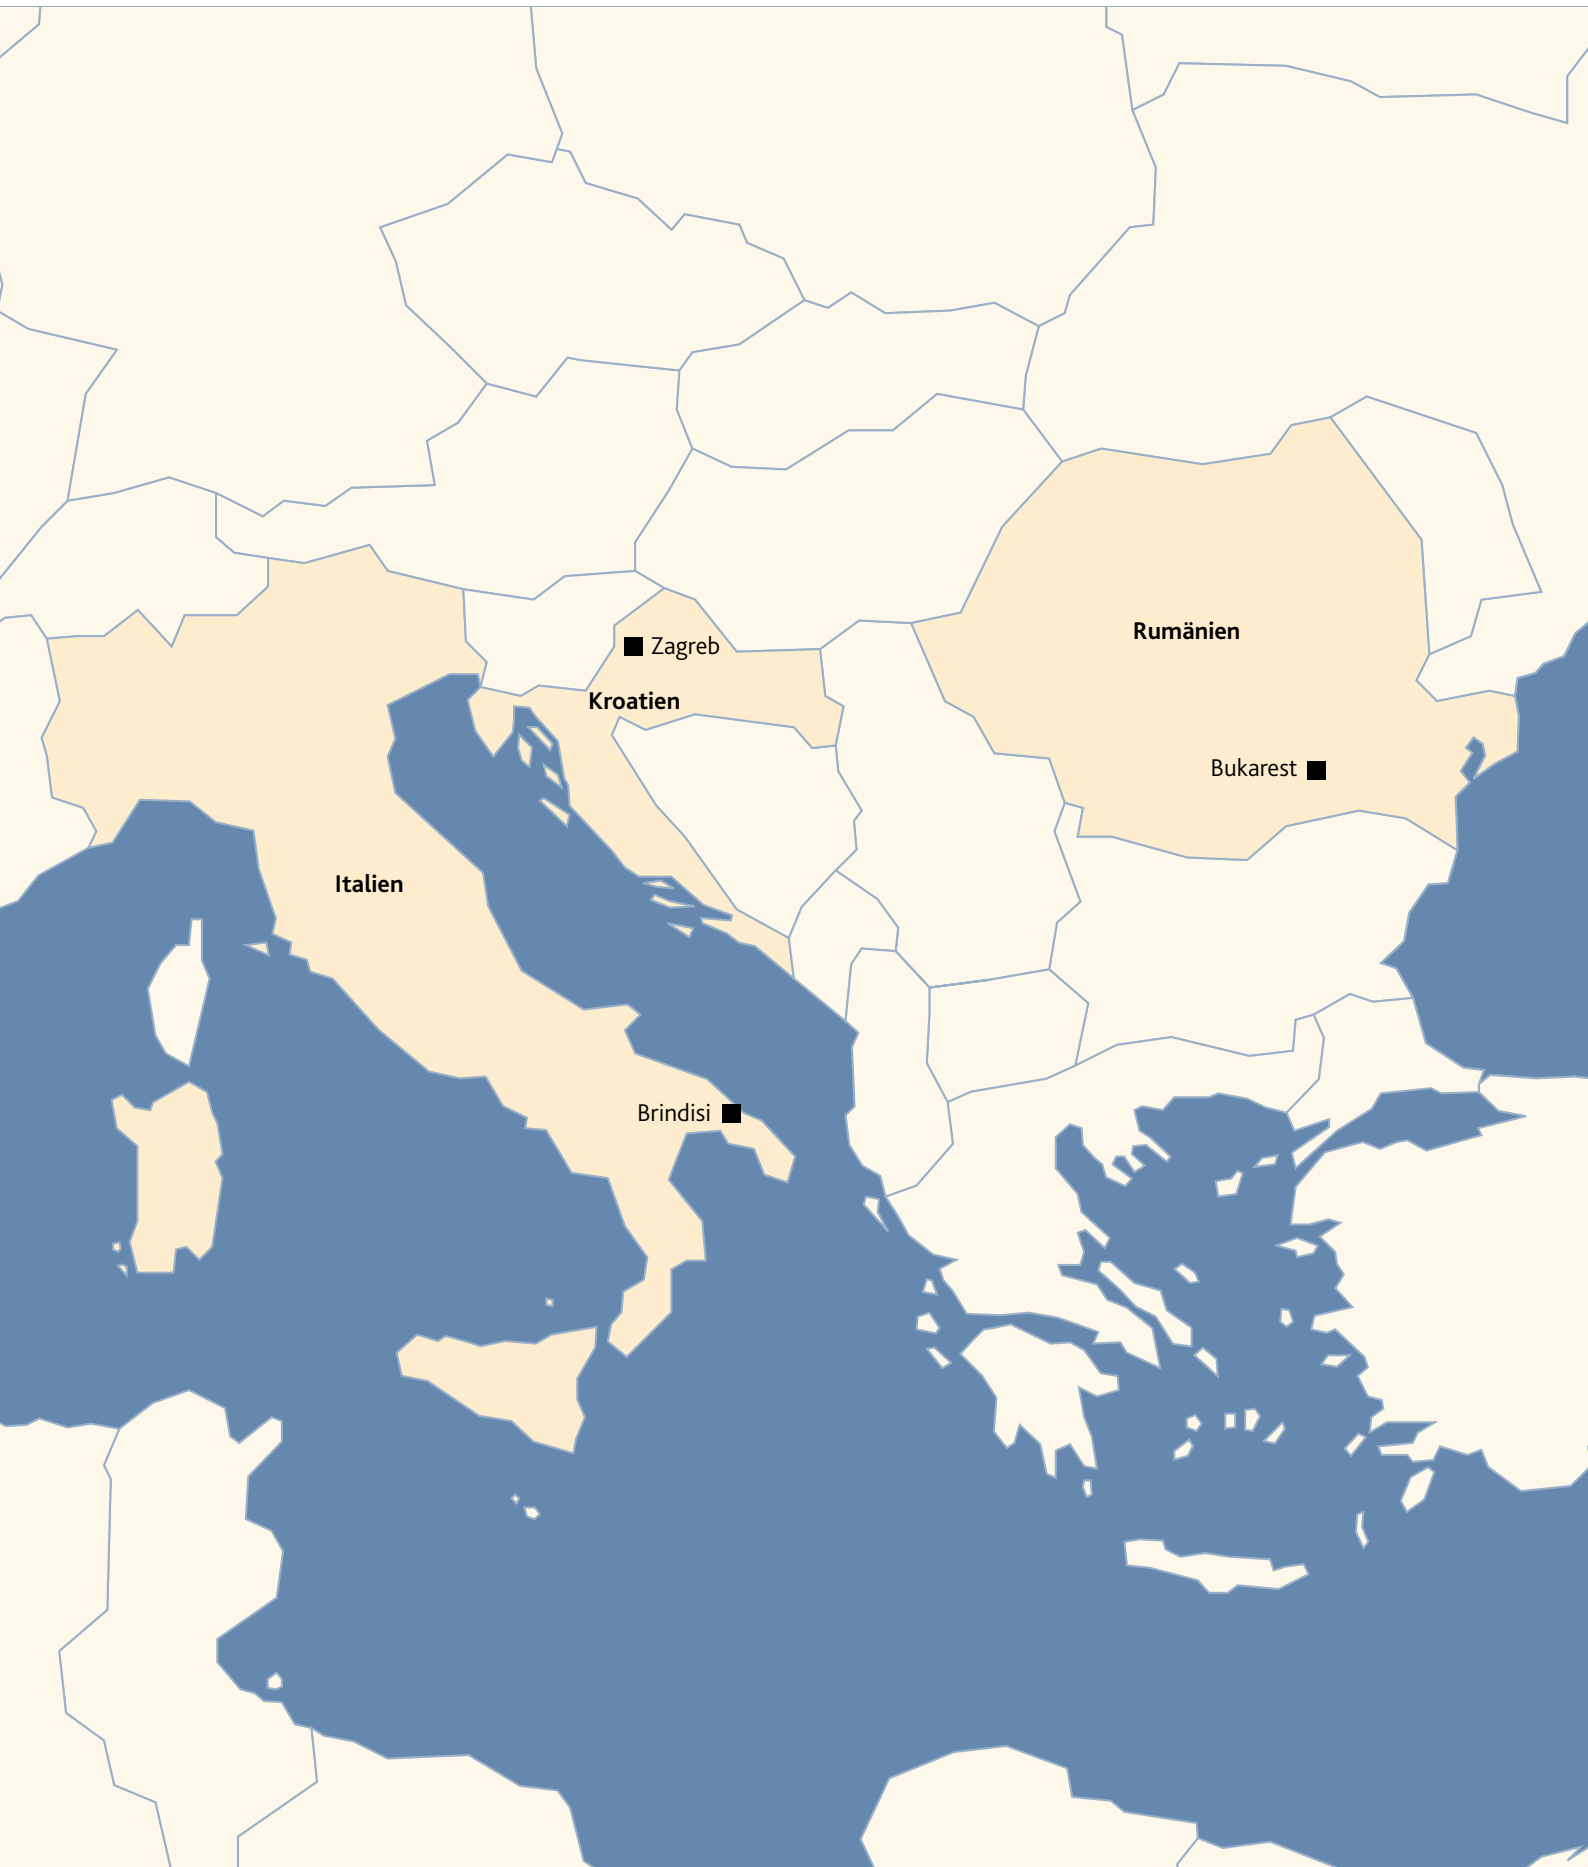 Rumänien
Zagreb
Kroatien
Bukarest
Italien
Brindisi